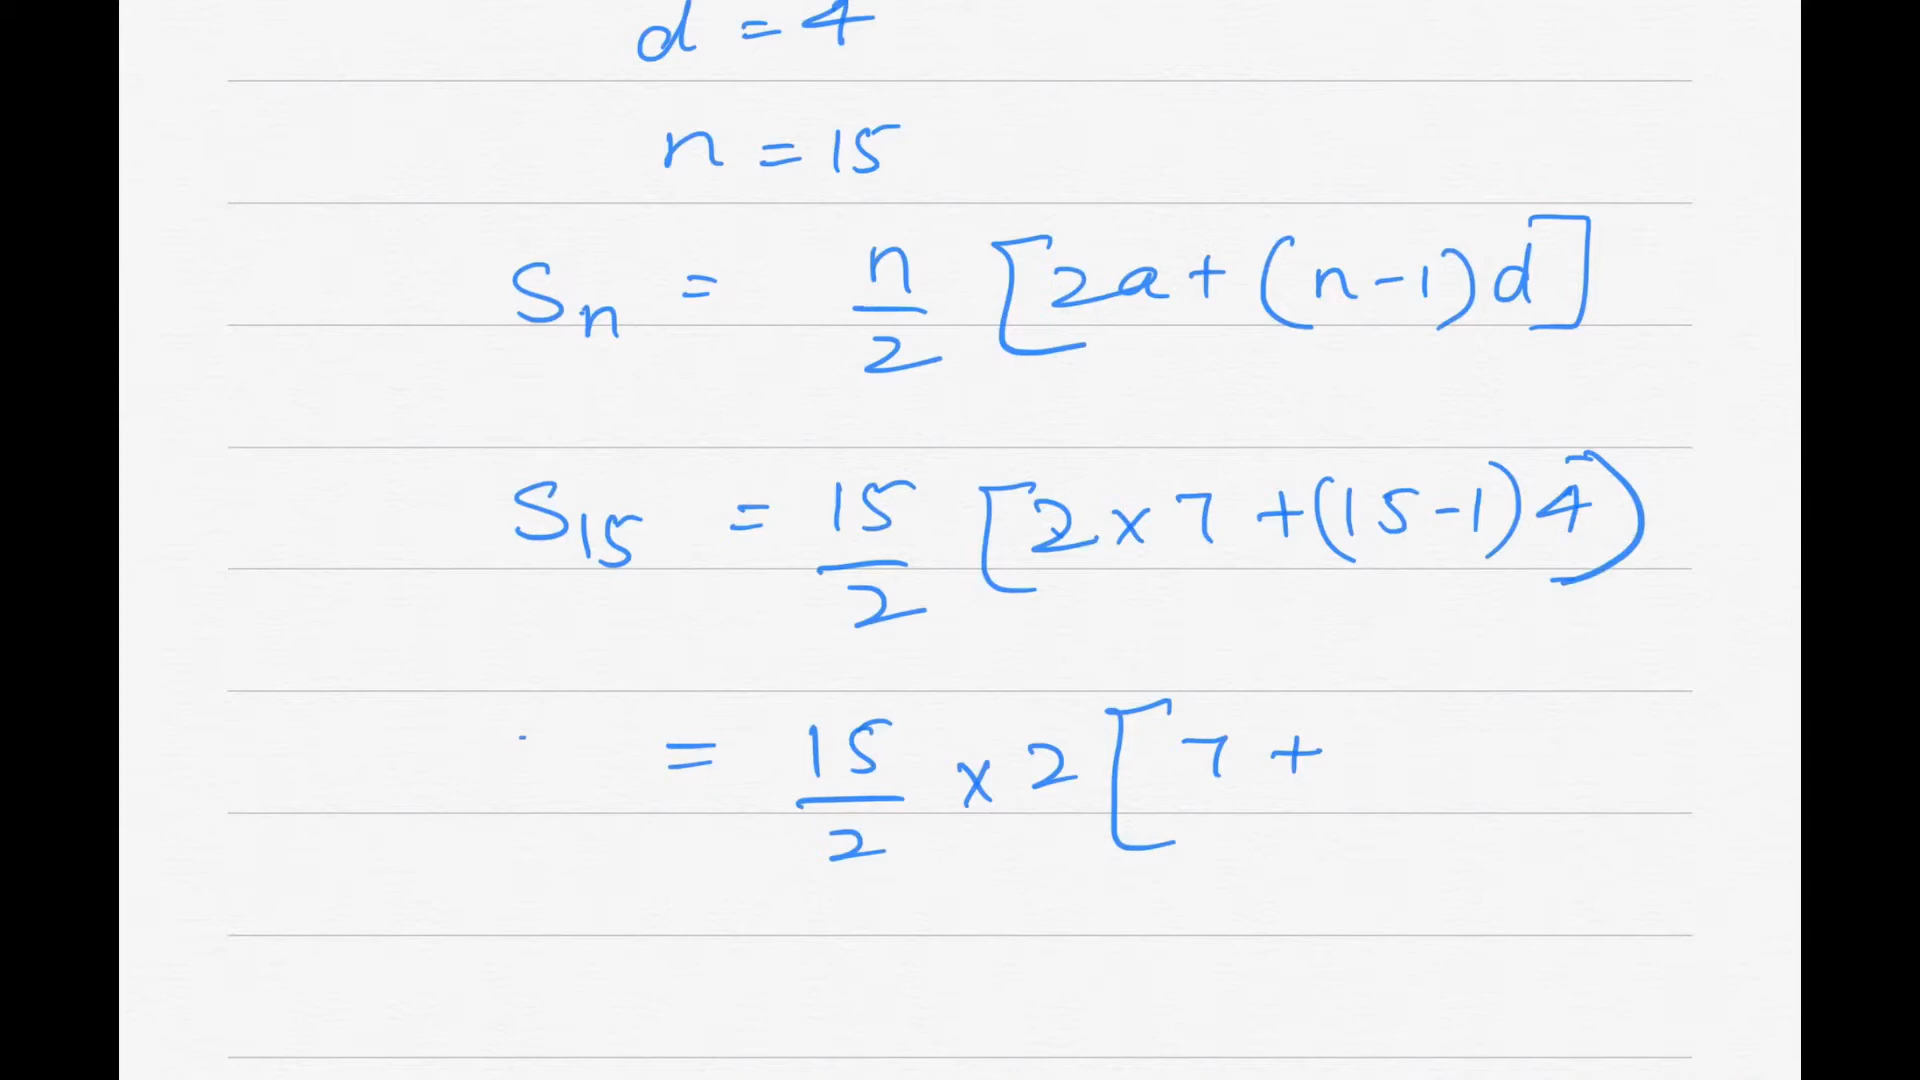 d = 4
n = 15
Sn = n/2 [2a + (n-1)d]
S15 = 15/2 [2 x 7 + (15-1)4)
= 15/2 x 2 [7 +